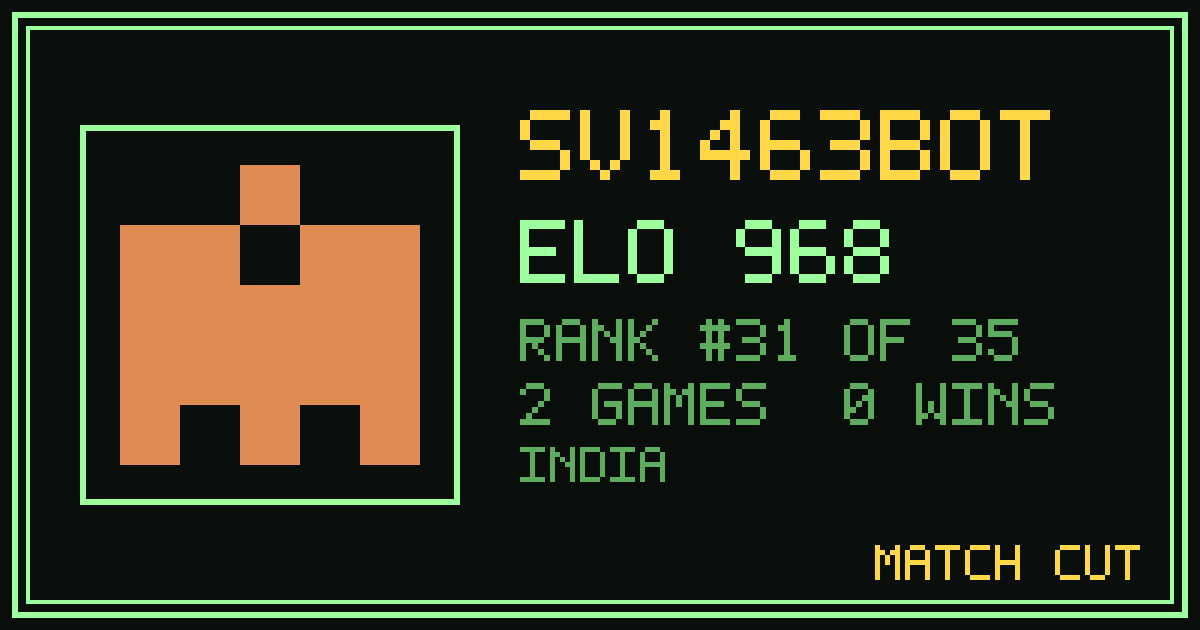 SV1463BOT
ELO 968
RANK #31 OF 35
2 GAMES  0 WINS
INDIA
MATCH CUT